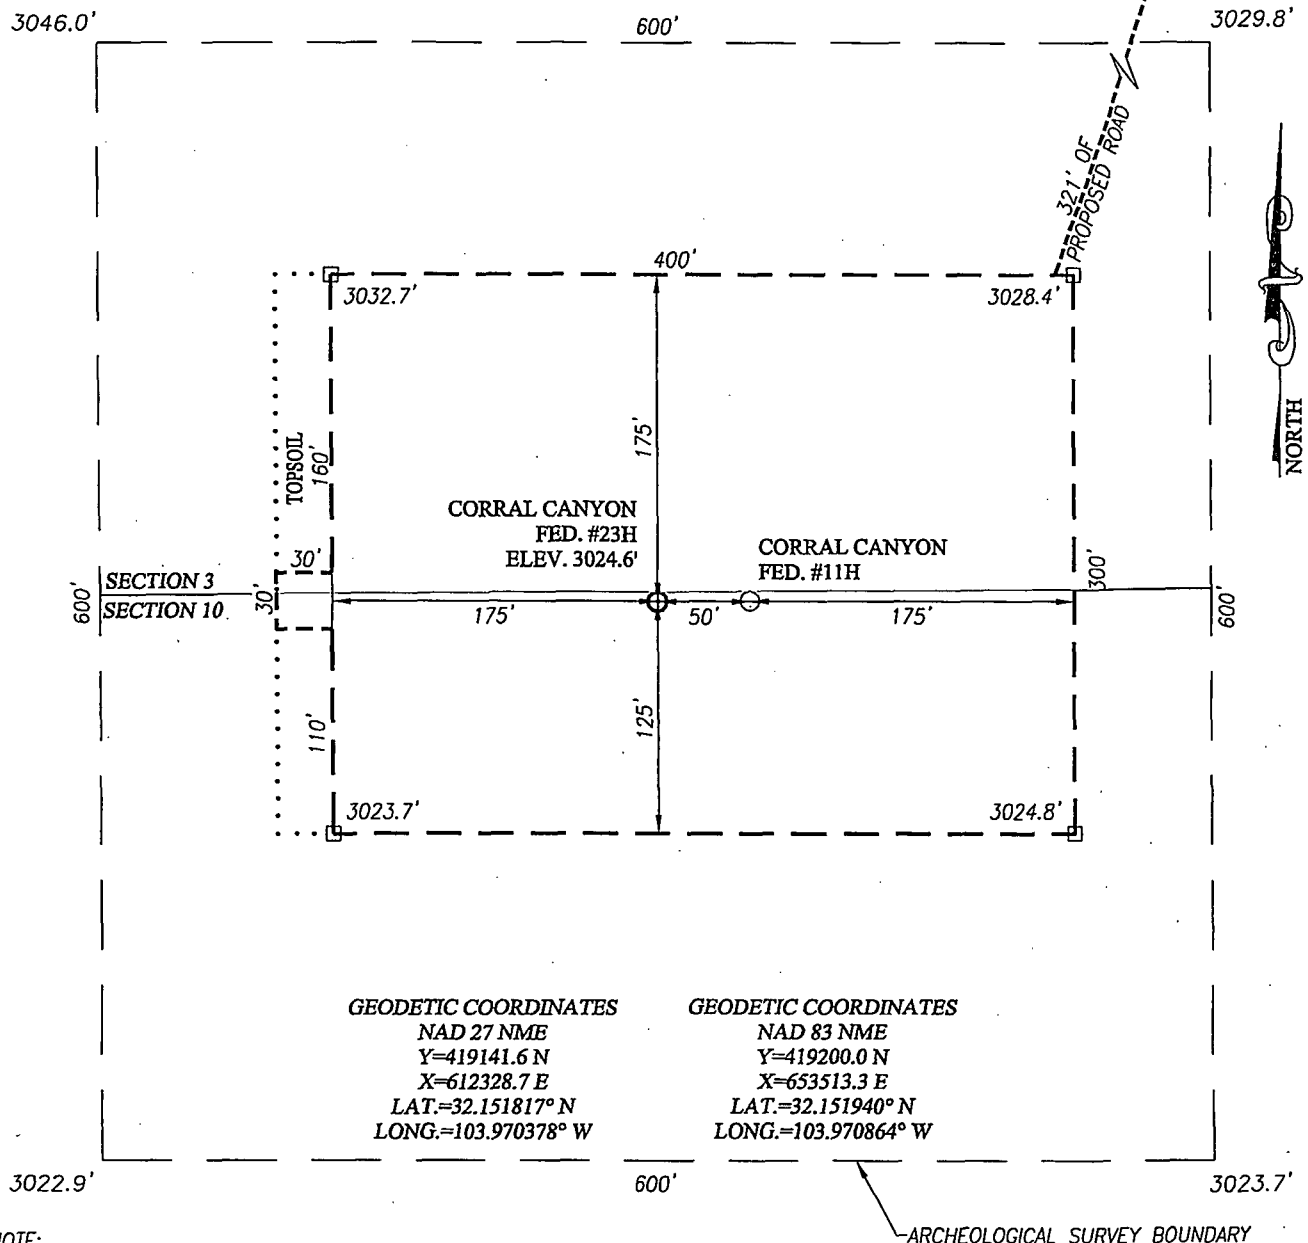 3046.0'
600'
3029.8'
321' OF
PROPOSED ROAD
400'
3032.7'
3028.4'
NORTH
TOPSOIL
160'
175'
CORRAL CANYON
FED. #23H
ELEV. 3024.6'
CORRAL CANYON
FED. #11H
30'
300'
SECTION 3
600'
SECTION 10
30'
175'
50'
175'
600'
110'
125'
3023.7'
3024.8'
GEODETIC COORDINATES
NAD 27 NME
Y=419141.6 N
X=612328.7 E
LAT.=32.151817° N
LONG.=103.970378° W
GEODETIC COORDINATES
NAD 83 NME
Y=419200.0 N
X=653513.3 E
LAT.=32.151940° N
LONG.=103.970864° W
3022.9'
600'
3023.7'
NOTE:
ARCHEOLOGICAL SURVEY BOUNDARY